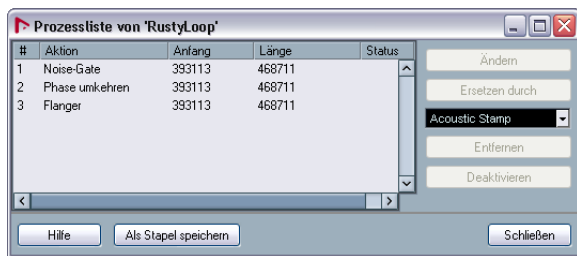 Prozessliste von 'RustyLoop'
# Aktion Anfang Länge Status
1 Noise-Gate 393113 468711
2 Phase umkehren 393113 468711
3 Flanger 393113 468711
Ändern
Ersetzen durch
Acoustic Stamp
Entfernen
Deaktivieren
Hilfe Als Stapel speichern Schließen